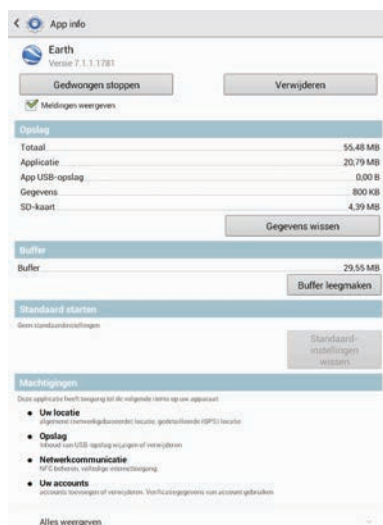 App info
Earth
Versie 7.1.1.1781
Gedwongen stoppen
Verwijderen
Meldingen weergeven
Opslag
Totaal 55,48 MB
Applicatie 20,79 MB
App USB-opslag 0,00 B
Gegevens 800 KB
SD-kaart 4,39 MB
Gegevens wissen
Buffer
Buffer 29,55 MB
Buffer leegmaken
Standaard starten
Geen standaardinstellingen
Standaard-
instellingen
wissen
Machtigingen
Deze applicatie heeft toegang tot de volgende items op uw apparaat:
Uw locatie
algemene (netwerkgebaseerde) locatie, gedetailleerde (GPS) locatie
Opslag
inhoud van USB-opslag wijzigen of verwijderen
Netwerkcommunicatie
NFC beheren, volledige internettoegang
Uw accounts
accounts toevoegen of verwijderen, Verificatiegegevens van account gebruiken
Alles weergeven